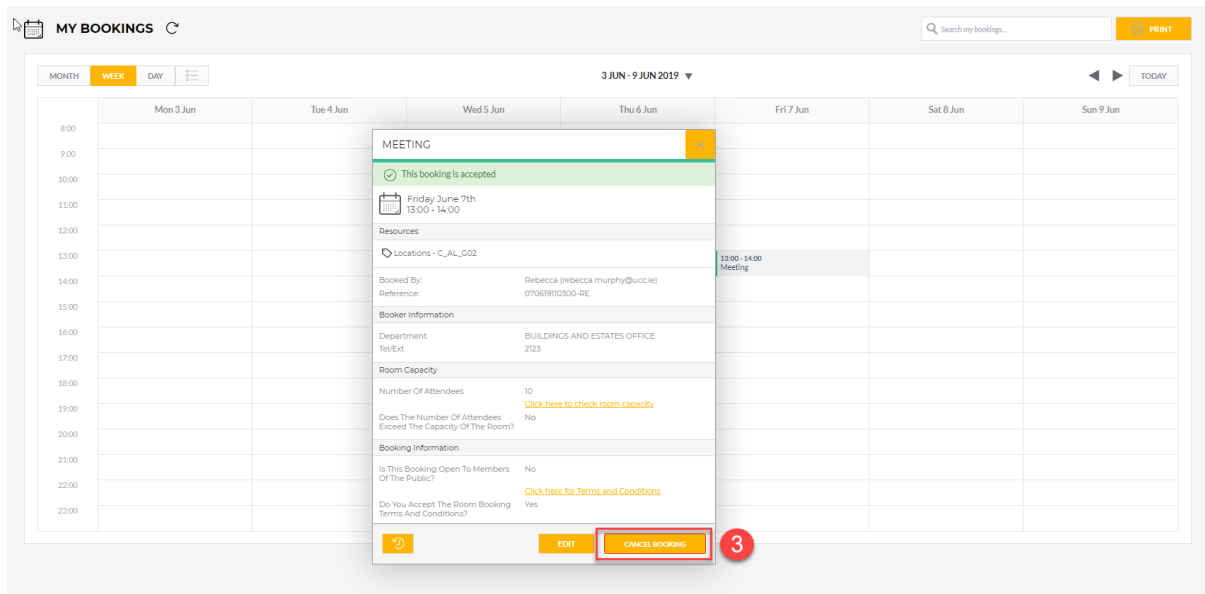 MY BOOKINGS
Search my bookings...
PRINT
MONTH WEEK DAY
3 JUN - 9 JUN 2019
TODAY
Mon 3 Jun Tue 4 Jun Wed 5 Jun Thu 6 Jun Fri 7 Jun Sat 8 Jun Sun 9 Jun
8:00
9:00
10:00
11:00
12:00
13:00
14:00
15:00
16:00
17:00
18:00
19:00
20:00
21:00
22:00
23:00
MEETING
This booking is accepted
Friday June 7th
13:00 - 14:00
Resources
Locations - C_AL_G02
Booked By: Rebecca (rebecca.murphy@ucc.ie)
Reference: 070619110300-RE
Booker Information
Department BUILDINGS AND ESTATES OFFICE
Tel/Ext 2123
Room Capacity
Number Of Attendees 10
Click here to check room capacity
Does The Number Of Attendees No
Exceed The Capacity Of The Room?
Booking Information
Is This Booking Open To Members No
Of The Public?
Click here for Terms and Conditions
Do You Accept The Room Booking Yes
Terms And Conditions?
EDIT
CANCEL BOOKING
3
13:00 - 14:00
Meeting